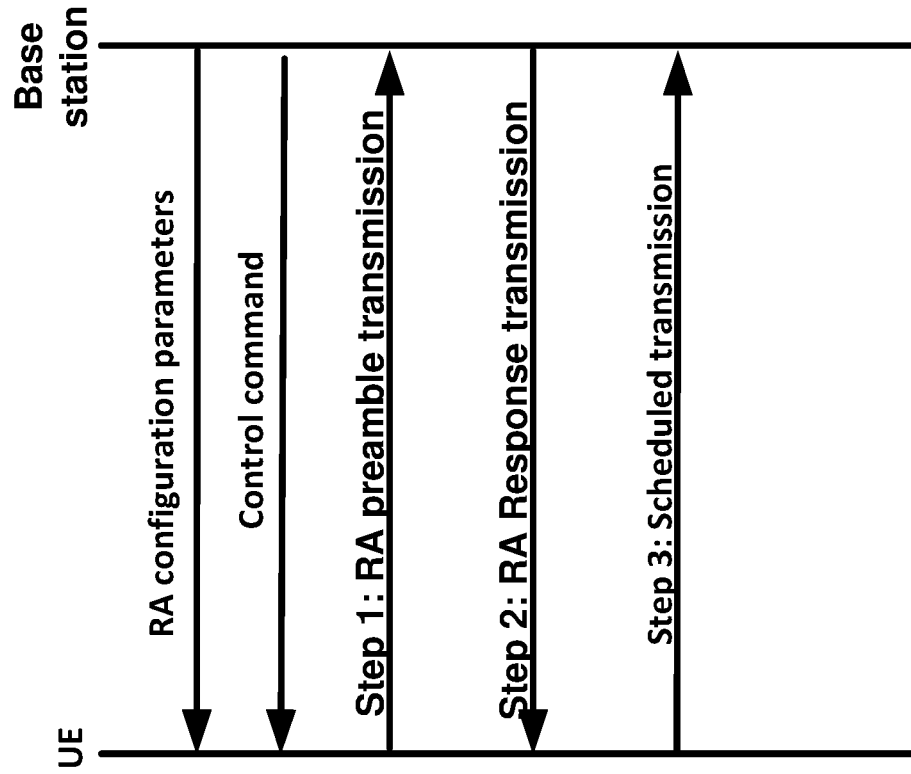 UE
Base
station
RA configuration parameters
Control command
Step 1: RA preamble transmission
Step 2: RA Response transmission
Step 3: Scheduled transmission